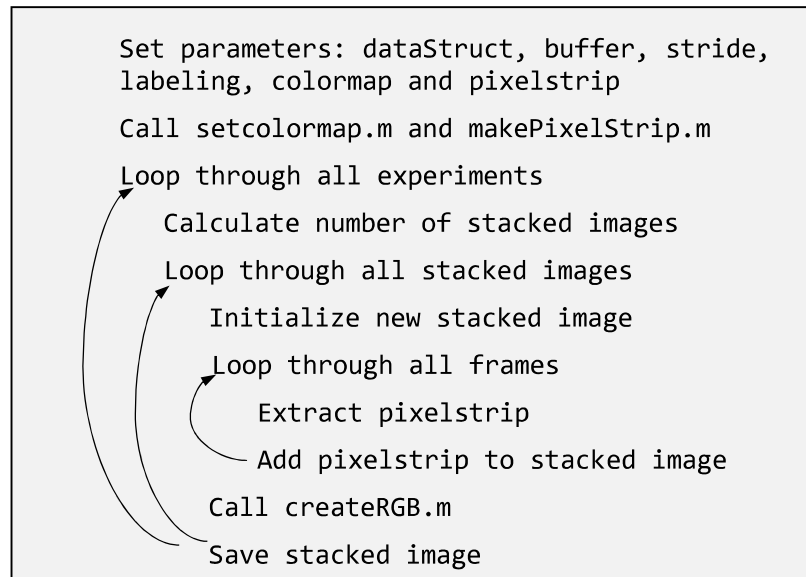 Set parameters: dataStruct, buffer, stride,
labeling, colormap and pixelstrip
Call setcolormap.m and makePixelStrip.m
Loop through all experiments
Calculate number of stacked images
Loop through all stacked images
Initialize new stacked image
Loop through all frames
Extract pixelstrip
Add pixelstrip to stacked image
Call createRGB.m
Save stacked image